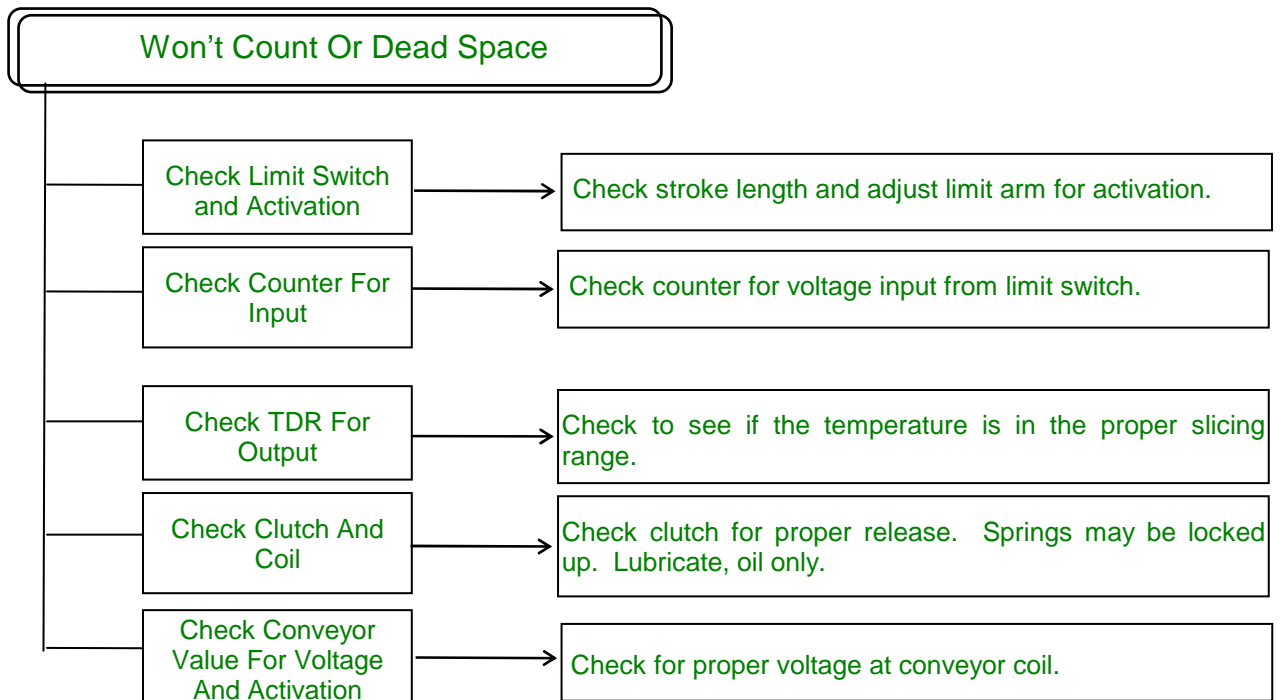 Won’t Count Or Dead Space
Check Limit Switch
and Activation
Check stroke length and adjust limit arm for activation.
Check Counter For
Input
Check counter for voltage input from limit switch.
Check TDR For
Output
Check to see if the temperature is in the proper slicing
range.
Check Clutch And
Coil
Check clutch for proper release.  Springs may be locked
up.  Lubricate, oil only.
Check Conveyor
Value For Voltage
And Activation
Check for proper voltage at conveyor coil.